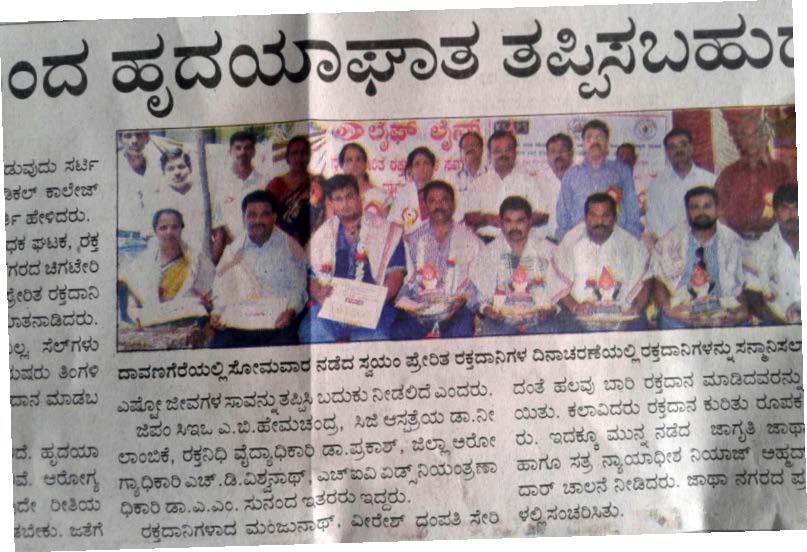 ಂದ ಹೃದಯಾಘಾತ ತಪ್ಪಿಸಬಹು
ಡುವುದು ಸರ್ಟಿ
ಡಿಕಲ್ ಕಾಲೇಜ್
ಹೇಳಿದರು.
ಧಕ ಘಟಕ, ರಕ್ತ
ಗರದ ಚಿಗಟೇರಿ
ಪ್ರೇರಿತ ರಕ್ತದಾನಿ
ಮಾತನಾಡಿದರು.
ಲ್ಲ. ಸೆಲ್‌ಗಳು
ರುಷರು ತಿಂಗಳಿ
ದಾನ ಮಾಡಬ
ದೆ. ಹೃದಯಾ
ವೆ. ಆರೋಗ್ಯ
ದೇ ರೀತಿಯ
ಡಬೇಕು. ಜತೆಗೆ
ಲೈಫ್ ಲೈನ್
ದಾವಣಗೆರೆಯಲ್ಲಿ ಸೋಮವಾರ ನಡೆದ ಸ್ವಯಂ ಪ್ರೇರಿತ ರಕ್ತದಾನಿಗಳ ದಿನಾಚರಣೆಯಲ್ಲಿ ರಕ್ತದಾನಿಗಳನ್ನು ಸನ್ಮಾನಿಸಲಾ
ಎಷ್ಟೋ ಜೀವಗಳ ಸಾವನ್ನು ತಪ್ಪಿಸಿ ಬದುಕು ನೀಡಲಿದೆ ಎಂದರು.
ಜಿಪಂ ಸಿಇಒ ಎ.ಬಿ.ಹೇಮಚಂದ್ರ, ಸಿಜಿ ಆಸ್ಪತ್ರೆಯ ಡಾ.ನೀ
ಲಾಂಬಿಕೆ, ರಕ್ತನಿಧಿ ವೈದ್ಯಾಧಿಕಾರಿ ಡಾ.ಪ್ರಕಾಶ್, ಜಿಲ್ಲಾ ಆರೋ
ಗ್ಯಾಧಿಕಾರಿ ಎಚ್.ಡಿ.ವಿಶ್ವನಾಥ್, ಎಚ್‌ಐವಿ ಏಡ್ಸ್ ನಿಯಂತ್ರಣಾ
ಧಿಕಾರಿ ಡಾ.ಎ.ಎಂ. ಸುನಂದ ಇತರರು ಇದ್ದರು.
ರಕ್ತದಾನಿಗಳಾದ ಮಂಜುನಾಥ್, ವೀರೇಶ್ ದಂಪತಿ ಸೇರಿ
ದಂತೆ ಹಲವು ಬಾರಿ ರಕ್ತದಾನ ಮಾಡಿದವರನ್ನು
ಯಿತು. ಕಲಾವಿದರು ರಕ್ತದಾನ ಕುರಿತು ರೂಪಕ
ರು. ಇದಕ್ಕೂ ಮುನ್ನ ನಡೆದ ಜಾಗೃತಿ ಜಾಥಾ
ಹಾಗೂ ಸತ್ರ ನ್ಯಾಯಾಧೀಶ ನಿಯಾಜ್ ಅಹ್ಮದ್
ದಾರ್ ಚಾಲನೆ ನೀಡಿದರು. ಜಾಥಾ ನಗರದ ಪ್ರ
ಳಲ್ಲಿ ಸಂಚರಿಸಿತು.